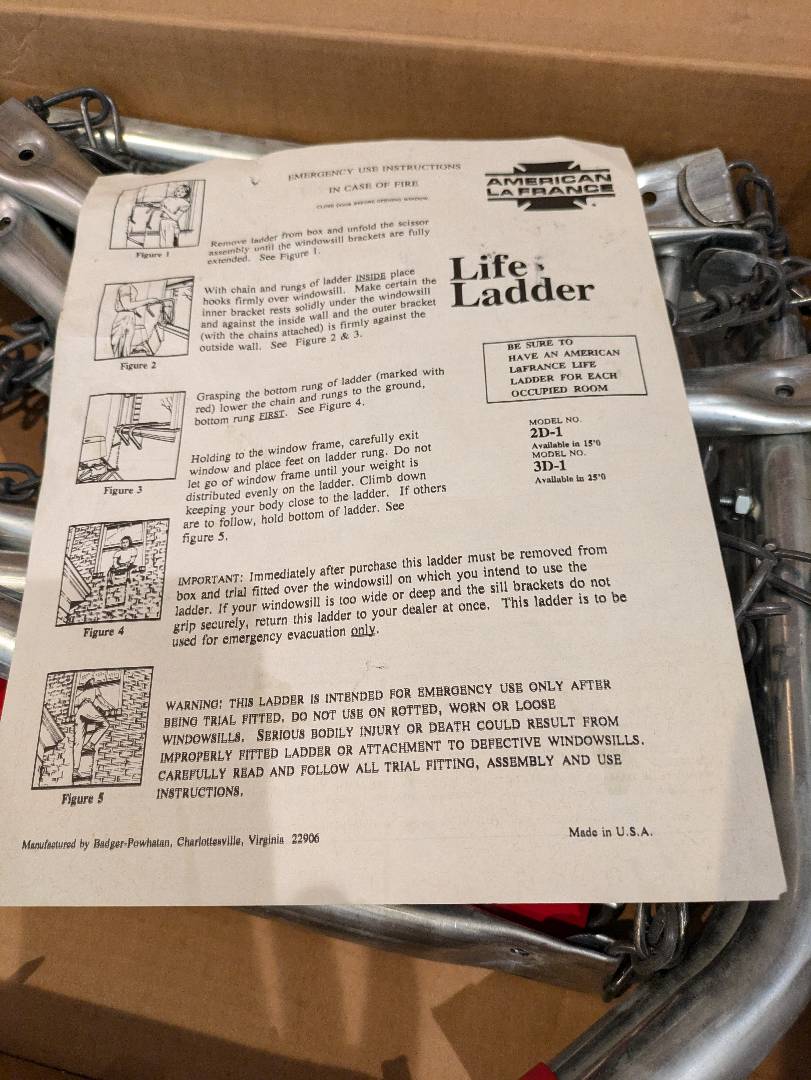 EMERGENCY USE INSTRUCTIONS
IN CASE OF FIRE
CLOSE DOOR BEFORE OPENING WINDOW.
AMERICAN
LAFRANCE
Life
Ladder
BE SURE TO
HAVE AN AMERICAN
LaFRANCE LIFE
LADDER FOR EACH
OCCUPIED ROOM
MODEL NO.
2D-1
Available in 15'0
MODEL NO.
3D-1
Available in 25'0
Remove ladder from box and unfold the scissor
assembly until the windowsill brackets are fully
extended. See Figure 1.
Figure 1
With chain and rungs of ladder INSIDE place
hooks firmly over windowsill. Make certain the
inner bracket rests solidly under the windowsill
and against the inside wall and the outer bracket
(with the chains attached) is firmly against the
outside wall. See Figure 2 & 3.
Figure 2
Grasping the bottom rung of ladder (marked with
red) lower the chain and rungs to the ground,
bottom rung FIRST. See Figure 4.
Figure 3
Holding to the window frame, carefully exit
window and place feet on ladder rung. Do not
let go of window frame until your weight is
distributed evenly on the ladder. Climb down
keeping your body close to the ladder. If others
are to follow, hold bottom of ladder. See
figure 5.
Figure 4
IMPORTANT: Immediately after purchase this ladder must be removed from
box and trial fitted over the windowsill on which you intend to use the
ladder. If your windowsill is too wide or deep and the sill brackets do not
grip securely, return this ladder to your dealer at once. This ladder is to be
used for emergency evacuation only.
Figure 5
WARNING: THIS LADDER IS INTENDED FOR EMERGENCY USE ONLY AFTER
BEING TRIAL FITTED. DO NOT USE ON ROTTED, WORN OR LOOSE
WINDOWSILLS. SERIOUS BODILY INJURY OR DEATH COULD RESULT FROM
IMPROPERLY FITTED LADDER OR ATTACHMENT TO DEFECTIVE WINDOWSILLS.
CAREFULLY READ AND FOLLOW ALL TRIAL FITTING, ASSEMBLY AND USE
INSTRUCTIONS.
Manufactured by Badger-Powhatan, Charlottesville, Virginia 22906
Made in U.S.A.